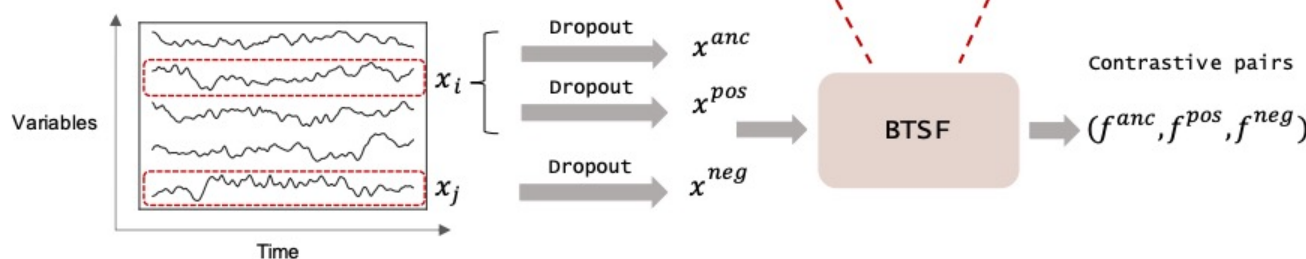 Variables
Time
x_i
x_j
Dropout
x^{anc}
Dropout
x^{pos}
Dropout
x^{neg}
BTSF
Contrastive pairs
(f^{anc}, f^{pos}, f^{neg})